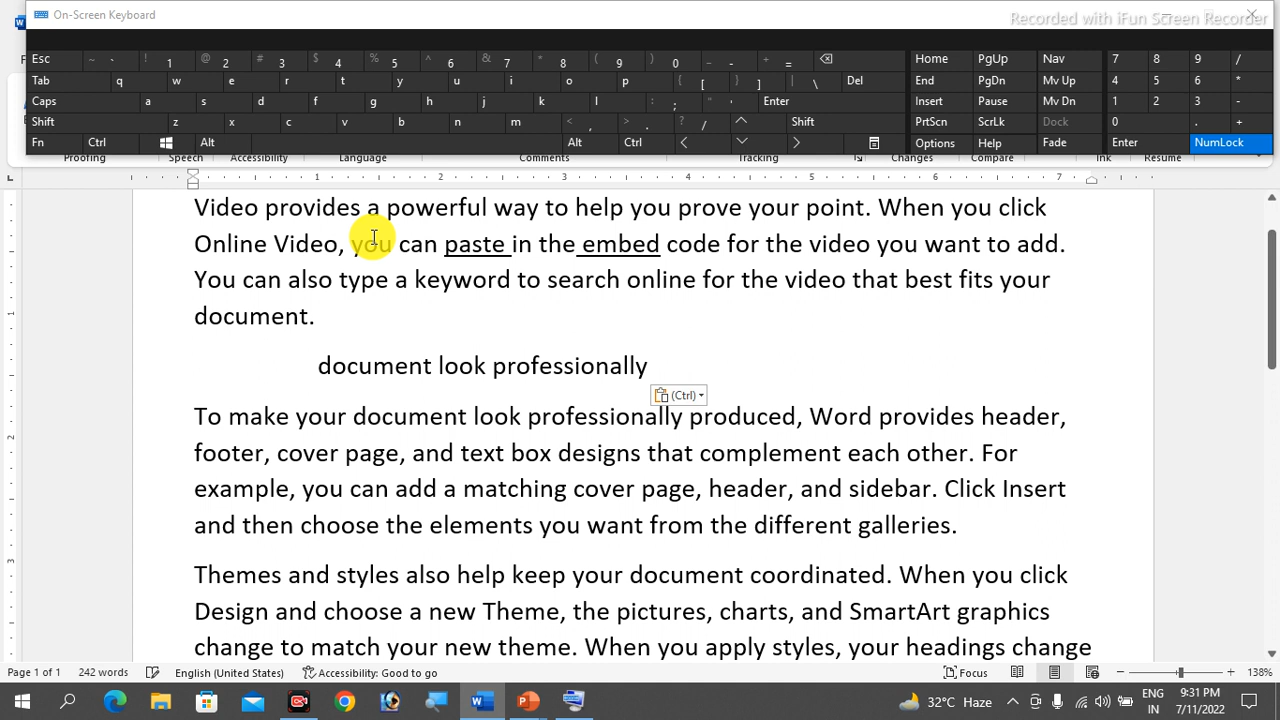 On-Screen Keyboard
Recorded with iFun Screen Recorder
Esc ~ ` ! 1 @ 2 # 3 $ 4 % 5 ^ 6 & 7 * 8 ( 9 ) 0 _ - + = Home PgUp Nav 7 8 9 /
Tab q w e r t y u i o p { [ } ] | \ Del End PgDn Mv Up 4 5 6 *
Caps a s d f g h j k l : ; " ' Enter Insert Pause Mv Dn 1 2 3 -
Shift z x c v b n m < , > . ? / Shift PrtScn ScrLk Dock 0 . +
Fn Ctrl Alt Alt Ctrl Options Help Fade Enter NumLock
Proofing Speech Accessibility Language Comments Tracking Changes Compare Ink Resume
1 2 3 4 5 6 7
Video provides a powerful way to help you prove your point. When you click
Online Video, you can paste in the embed code for the video you want to add.
You can also type a keyword to search online for the video that best fits your
document.
document look professionally
(Ctrl)
To make your document look professionally produced, Word provides header,
footer, cover page, and text box designs that complement each other. For
example, you can add a matching cover page, header, and sidebar. Click Insert
and then choose the elements you want from the different galleries.
Themes and styles also help keep your document coordinated. When you click
Design and choose a new Theme, the pictures, charts, and SmartArt graphics
change to match your new theme. When you apply styles, your headings change
Page 1 of 1 242 words English (United States) Accessibility: Good to go Focus 138%
32°C Haze ENG IN 9:31 PM 7/11/2022